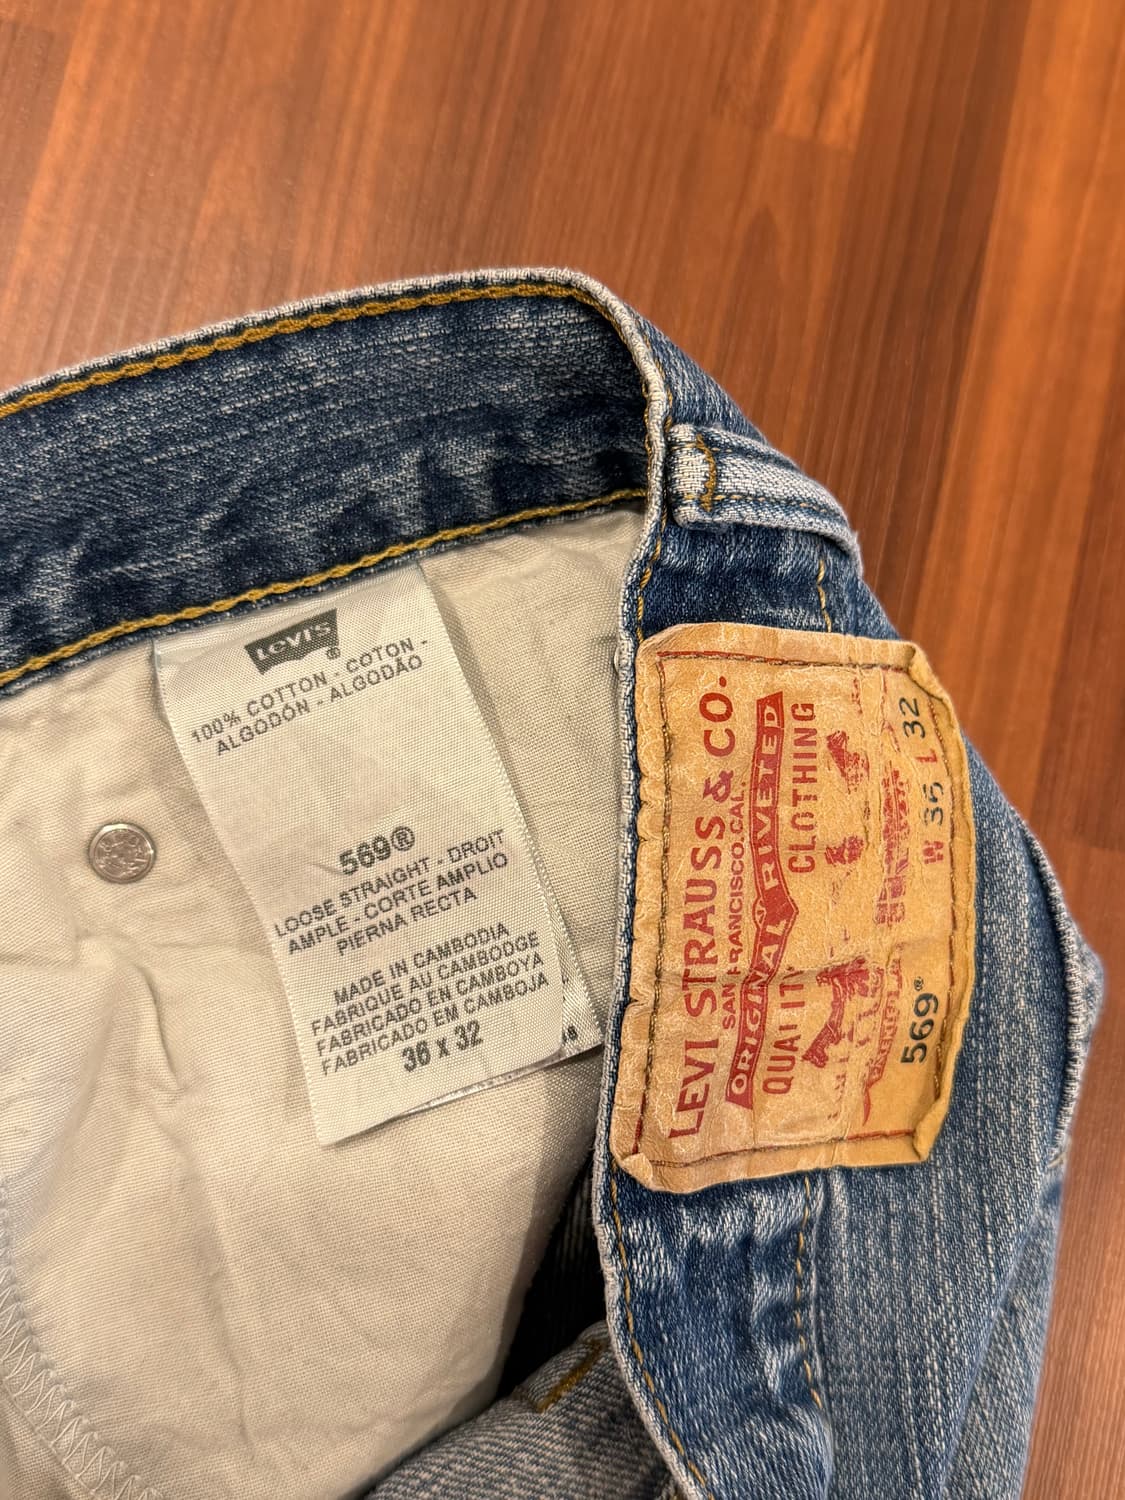 LEVI'S®
100% COTTON - COTON -
ALGODÓN - ALGODÃO
569®
LOOSE STRAIGHT - DROIT
AMPLE - CORTE AMPLIO
PIERNA RECTA
MADE IN CAMBODIA
FABRIQUE AU CAMBODGE
FABRICADO EN CAMBOYA
FABRICADO EM CAMBOJA
36 x 32
LEVI STRAUSS & CO.
SAN FRANCISCO.CAL.
ORIGINAL RIVETED
QUALITY CLOTHING
569®
W 36 L 32